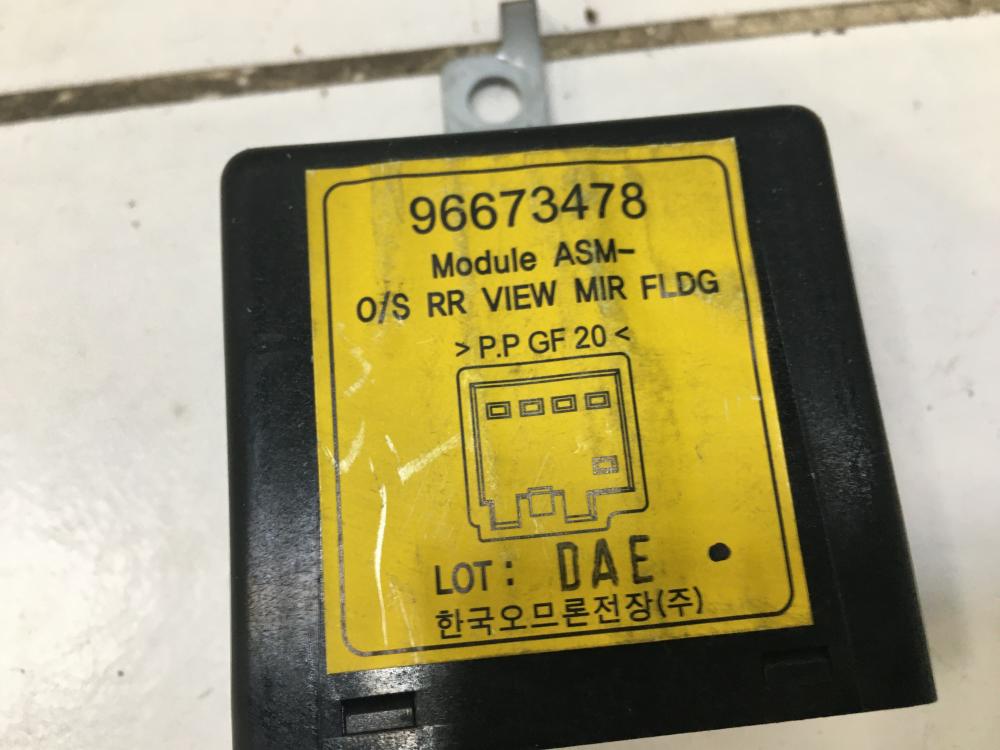 96673478
Module ASM-
O/S RR VIEW MIR FLDG
>P.P GF 20<
LOT: DAE
한국오므론전장(주)